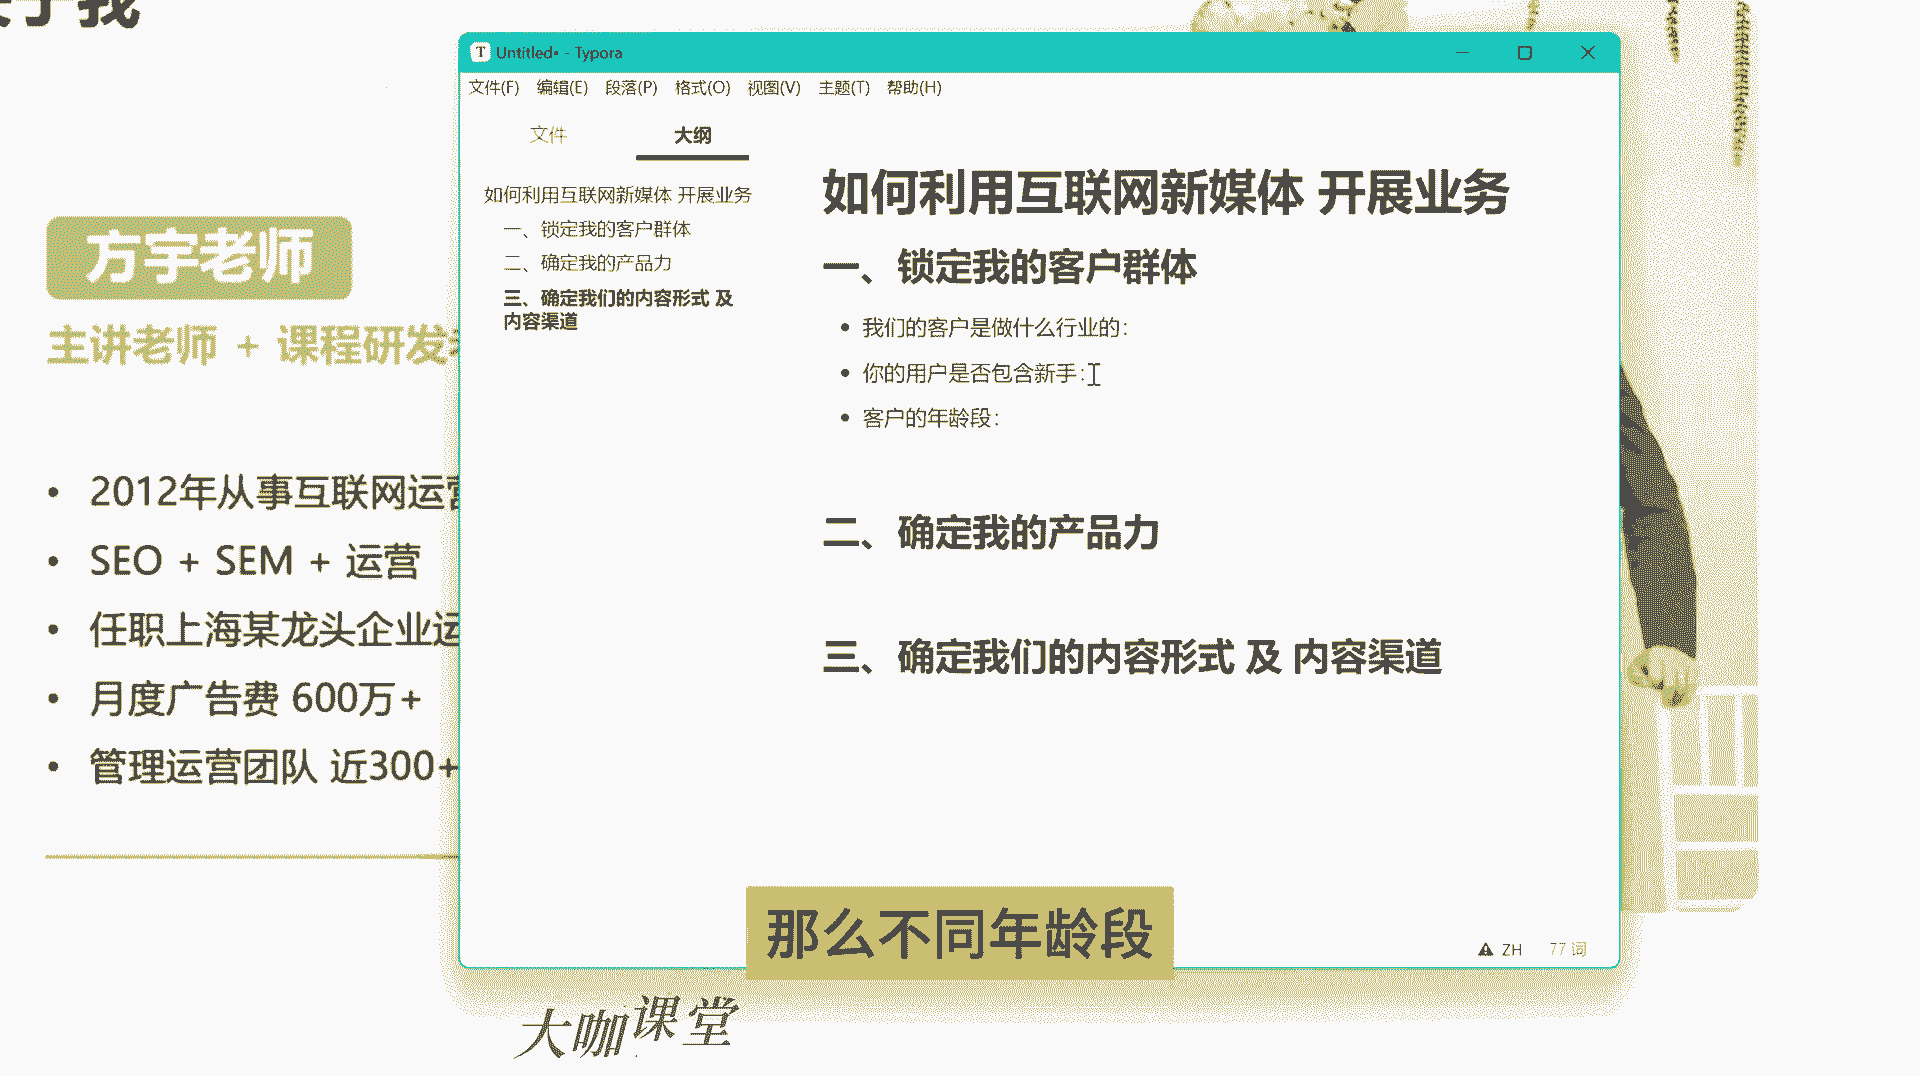 于我
方宇老师
主讲老师 + 课程研发
• 2012年从事互联网运营
• SEO + SEM + 运营
• 任职上海某龙头企业运
• 月度广告费 600万+
• 管理运营团队 近300+
Untitled• - Typora
文件(F) 编辑(E) 段落(P) 格式(O) 视图(V) 主题(T) 帮助(H)
文件 大纲
如何利用互联网新媒体 开展业务
一、锁定我的客户群体
二、确定我的产品力
三、确定我们的内容形式 及
内容渠道
如何利用互联网新媒体 开展业务
一、锁定我的客户群体
• 我们的客户是做什么行业的：
• 你的用户是否包含新手：
• 客户的年龄段：
二、确定我的产品力
三、确定我们的内容形式 及 内容渠道
ZH 77 词
那么不同年龄段
大咖课堂